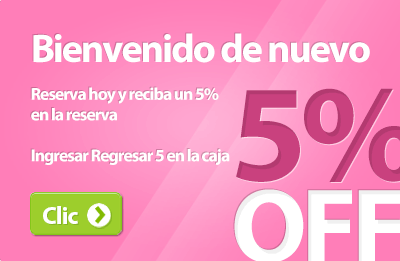 Bienvenido de nuevo
Reserva hoy y reciba un 5%
en la reserva
Ingresar Regresar 5 en la caja
5%
OFF
Clic